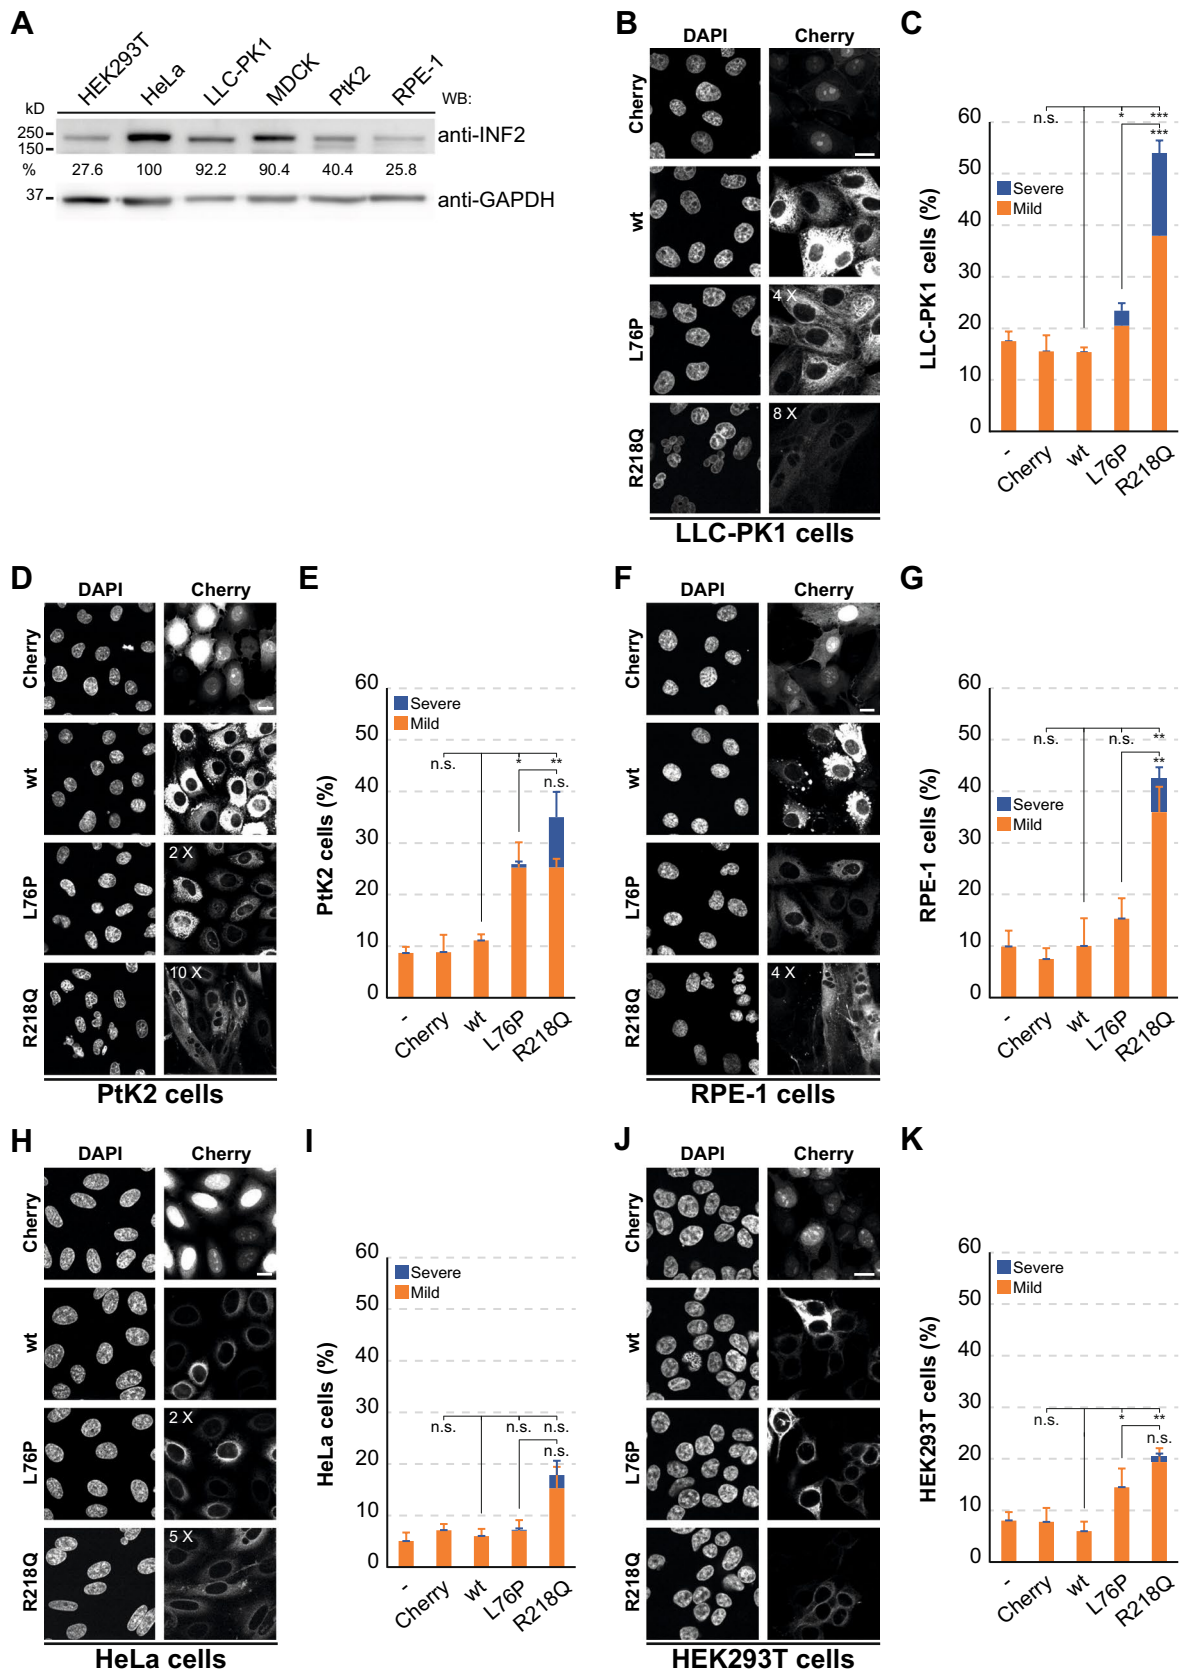 A
HEK293T HeLa LLC-PK1 MDCK PtK2 RPE-1 WB:
kD
250
150
anti-INF2
% 27.6 100 92.2 90.4 40.4 25.8
37
anti-GAPDH
B
DAPI Cherry
Cherry
wt
L76P
4 X
R218Q
8 X
LLC-PK1 cells
C
LLC-PK1 cells (%)
60
50
40
30
20
10
0
n.s. * ***
***
Severe
Mild
- Cherry wt L76P R218Q
D
DAPI Cherry
Cherry
wt
L76P
2 X
R218Q
10 X
PtK2 cells
E
PtK2 cells (%)
60
50
40
30
20
10
0
Severe
Mild
n.s. * **
n.s.
- Cherry wt L76P R218Q
F
DAPI Cherry
Cherry
wt
L76P
R218Q
4 X
RPE-1 cells
G
RPE-1 cells (%)
60
50
40
30
20
10
0
n.s. n.s. **
**
Severe
Mild
- Cherry wt L76P R218Q
H
DAPI Cherry
Cherry
wt
L76P
2 X
R218Q
5 X
HeLa cells
I
HeLa cells (%)
60
50
40
30
20
10
0
Severe
Mild
n.s. n.s. n.s.
n.s.
- Cherry wt L76P R218Q
J
DAPI Cherry
Cherry
wt
L76P
R218Q
HEK293T cells
K
HEK293T cells (%)
60
50
40
30
20
10
0
Severe
Mild
n.s. * **
n.s.
- Cherry wt L76P R218Q